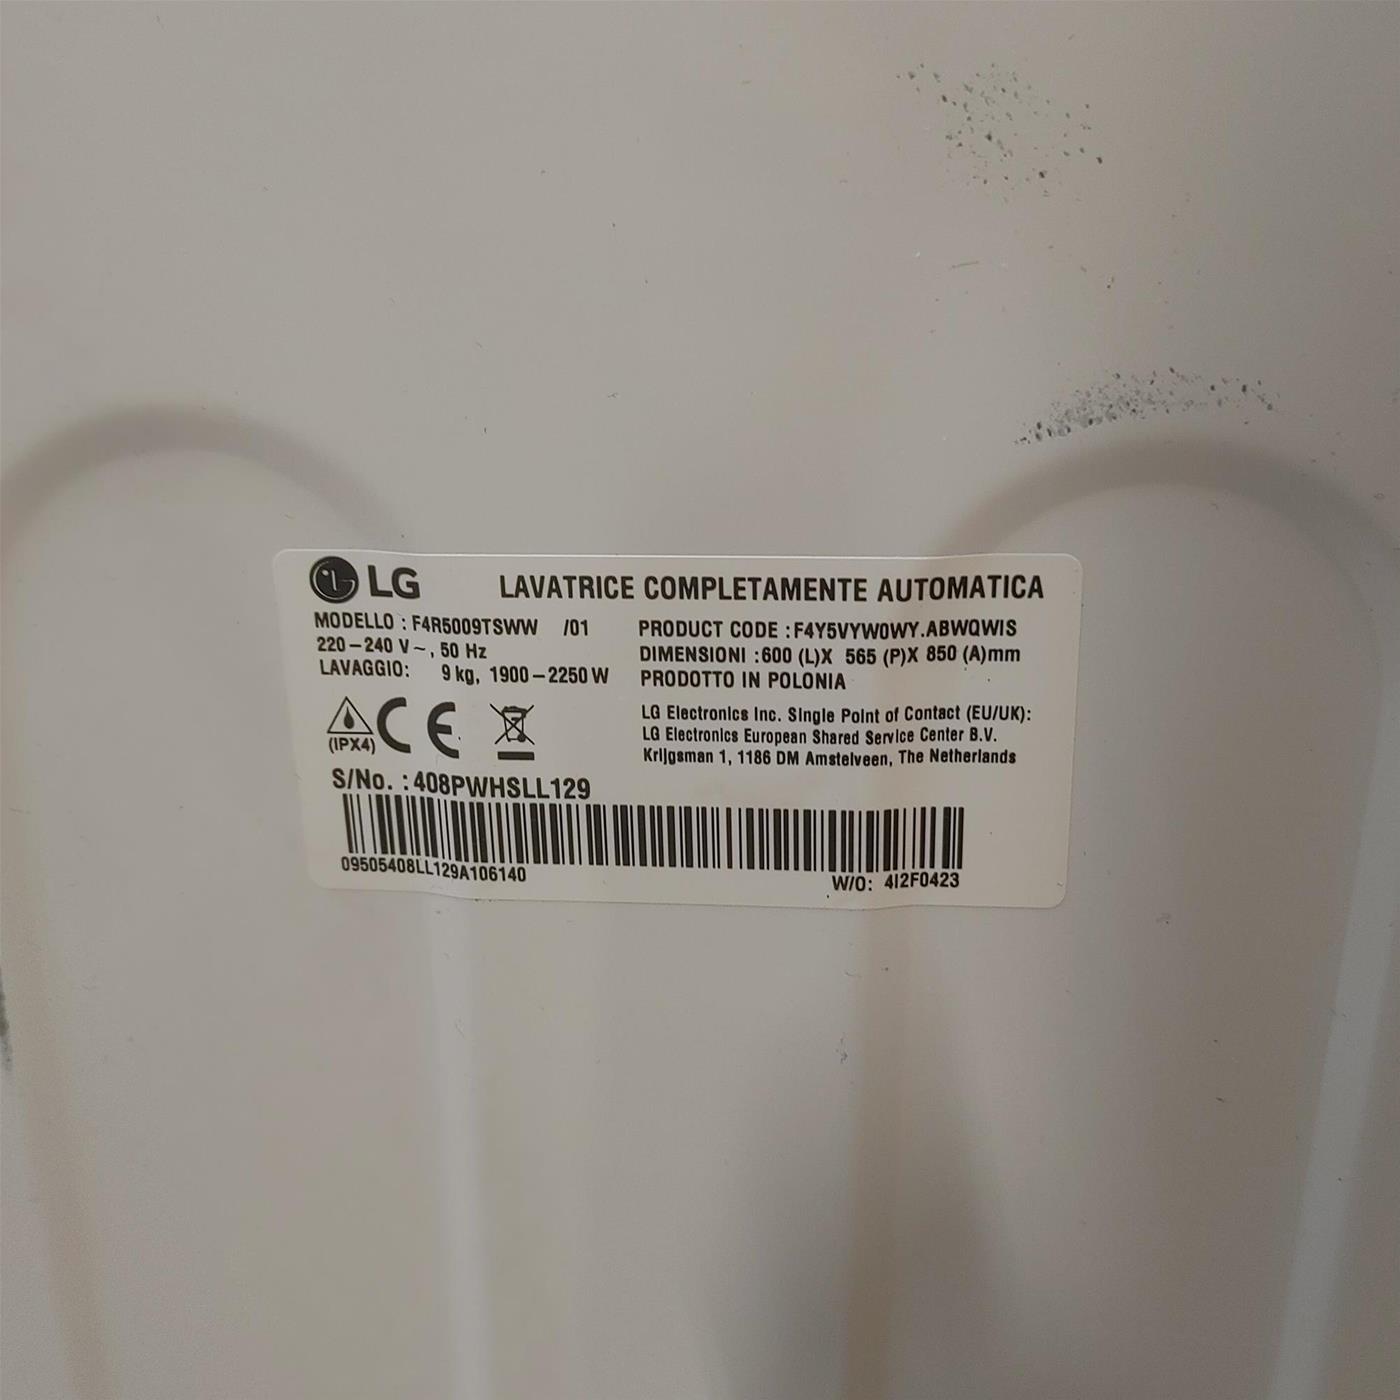 LG LAVATRICE COMPLETAMENTE AUTOMATICA
MODELLO : F4R5009TSWW /01
220-240 V~, 50 Hz
LAVAGGIO: 9 kg, 1900-2250 W
PRODUCT CODE : F4Y5VYW0WY.ABWQWIS
DIMENSIONI : 600 (L)X 565 (P)X 850 (A)mm
PRODOTTO IN POLONIA
LG Electronics Inc. Single Point of Contact (EU/UK):
LG Electronics European Shared Service Center B.V.
Krijgsman 1, 1186 DM Amstelveen, The Netherlands
(IPX4) CE
S/No. : 408PWHSLL129
09505408LL129A106140
W/O: 4I2F0423